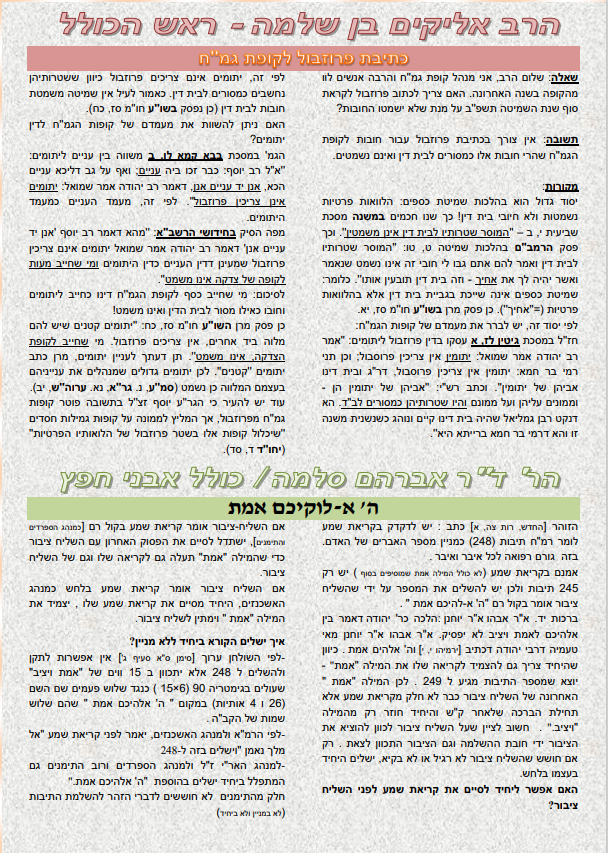 הרב אליקים בן שלמה - ראש הכולל
כתיבת פרוזבול לקופת גמ"ח
שאלה: שלום הרב, אני מנהל קופת גמ"ח והרבה אנשים לוו
מהקופה בשנה האחרונה. האם צריך לכתוב פרוזבול לקראת
סוף שנת השמיטה תשפ"ב על מנת שלא ישמטו החובות?
תשובה: אין צורך בכתיבת פרוזבול עבור חובות לקופת
הגמ"ח שהרי חובות אלו כמסורים לבית דין ואינם נשמטים.
מקורות:
יסוד גדול הוא בהלכות שמיטת כספים: הלוואות פרטיות
נשמטות ולא חיובי בית דין! כך שנו חכמים במשנה מסכת
שביעית י, ב – "המוסר שטרותיו לבית דין אינן משמטין". וכך
פסק הרמב"ם בהלכות שמיטה ט, טו: "המוסר שטרותיו
לבית דין ואמר להם אתם גבו לי חובי זה אינו נשמט שנאמר
ואשר יהיה לך את אחיך - וזה בית דין תובעין אותו". כלומר:
שמיטת כספים אינה שייכת בגביית בית דין אלא בהלוואות
פרטיות (="אחיך"). כן פסק מרן בשו"ע חו"מ סז, יא.
לפי יסוד זה, יש לברר את מעמדם של קופות הגמ"ח:
חז"ל במסכת גיטין לז, א עסקו בדין פרוזבול ליתומים: "אמר
רב יהודה אמר שמואל: יתומין אין צריכין פרוסבול; וכן תני
רמי בר חמא: יתומין אין צריכין פרוסבול, דר"ג ובית דינו
אביהן של יתומין". וכתב רש"י: "אביהן של יתומין הן -
וממונים עליהן ועל ממונם והיו שטרותיהן כמסורים לב"ד. הא
דנקט רבן גמליאל שהיה בית דינו קיים ונוהג כשנשנית משנה
זו והא דרמי בר חמא ברייתא היא".
לפי זה, יתומים אינם צריכים פרוזבול כיוון ששטרותיהן
נחשבים כמסורים לבית דין. כאמור לעיל אין שמיטה משמטת
חובות לבית דין (כן נפסק בשו"ע חו"מ סז, כח).
האם ניתן להשוות את מעמדם של קופות הגמ"ח לדין
יתומים?
הגמ' במסכת בבא קמא לו, ב משווה בין עניים ליתומים:
"א"ל רב יוסף: כבר זכו ביה עניים; ואף על גב דליכא עניים
הכא, אנן יד עניים אנן, דאמר רב יהודה אמר שמואל: יתומים
אינם צריכין פרוזבול". לפי זה, מעמד העניים כמעמד
היתומים.
מפה הסיק בחידושי הרשב"א: "מהא דאמר רב יוסף 'אנן יד
עניים אנן' דאמר רב יהודה אמר שמואל יתומים אינם צריכין
פרוזבול שמעינן דדין העניים כדין היתומים ומי שחייב מעות
לקופה של צדקה אינו משמט".
לסיכום: מי שחייב כסף לקופת הגמ"ח דינו כחייב ליתומים
וחובו כאילו מסור לבית הדין ואינו משמט!
כן פסק מרן השו"ע חו"מ סז, כח: "יתומים קטנים שיש להם
מלוה ביד אחרים, אין צריכים פרוזבול. מי שחייב לקופת
הצדקה, אינו משמט". תן דעתך לעניין יתומים, מרן כתב
יתומים "קטנים". לכן יתומים גדולים שמנהלים את ענייניהם
בעצמם המלווה כן נשמט (סמ"ע, נ. גר"א, נא. ערוה"ש, יב).
עוד יש להעיר כי הגר"ע יוסף זצ"ל בתשובה פוטר קופות
גמ"ח מפרוזבול, אך המליץ לממונה על קופות גמילות חסדים
"שיכלול קופות אלו בשטר פרוזבול של הלוואותיו הפרטיות"
(יחו"ד ד, סד).
הר' ד"ר אברהם סלמה / כולל אבני חפץ
ה' א-לוקיכם אמת
הזוהר [החדש, רות צה, א] כתב : יש לדקדק בקריאת שמע
לומר רמ"ח תיבות (248) כמניין מספר האברים של האדם.
בזה גורם רפואה לכל איבר ואיבר .
אמנם בקריאת שמע (לא כולל המילה אמת שמוסיפים בסוף ) יש רק
245 תיבות ולכן יש להשלים את המספר על ידי שהשליח
ציבור אומר בקול רם "ה' א-להיכם אמת " .
ברכות יד. א"ר אבהו א"ר יוחנן :הלכה כר' יהודה דאמר בין
אלהיכם לאמת ויציב לא יפסיק. א"ר אבהו א"ר יוחנן מאי
טעמיה דרבי יהודה דכתיב [ירמיהו י, י] וה' אלהים אמת . כיוון
שהיחיד צריך גם להצמיד לקריאה שלו את המילה "אמת" -
יוצא שמספר התיבות מגיע ל 249 . לכן המילה "אמת "
האחרונה של השליח ציבור כבר לא חלק מקריאת שמע אלא
תחילת הברכה שלאחר ק"ש והיחיד חוזר רק מהמילה
"ויציב." . חשוב לציין שעל השליח ציבור לכוון להוציא את
הציבור ידי חובת ההשלמה וגם הציבור התכוון לצאת . רק
אם חושש שהשליח ציבור לא רגיל או לא בקיא, ישלים היחיד
בעצמו בלחש.
האם אפשר ליחיד לסיים את קריאת שמע לפני השליח
ציבור?
אם השליח-ציבור אומר קריאת שמע בקול רם [כמנהג הספרדים
והתימנים], ישתדל לסיים את הפסוק האחרון עם השליח ציבור
כדי שהמילה "אמת" תעלה גם לקריאה שלו וגם של השליח
ציבור.
אם השליח ציבור אומר קריאת שמע בלחש כמנהג
האשכנזים, היחיד מסיים את קריאת שמע שלו , יצמיד את
המילה "אמת " וימתין לשליח ציבור.
איך ישלים הקורא ביחיד ללא מניין?
-לפי השולחן ערוך [סימן ס"א סעיף ג'] אין אפשרות לתקן
ולהשלים ל 248 אלא יתכוון ב 15 ווים של "אמת ויציב"
שעולים בגימטריה 90 (6×15 ) כנגד שלוש פעמים שם השם
(26 ו 4 אותיות) במקום " ה' אלהיכם אמת " שהם שלוש
שמות של הקב"ה .
-לפי הרמ"א ולמנהג האשכנזים, יאמר לפני קריאת שמע "אל
מלך נאמן "וישלים בזה ל-248
-למנהג האר"י ז"ל ולמנהג הספרדים ורוב התימנים גם
המתפלל ביחיד ישלים בהוספת "ה' אלהיכם אמת."
חלק מהתימנים לא חוששים לדברי הזהר להשלמת התיבות
(לא במניין ולא ביחיד)